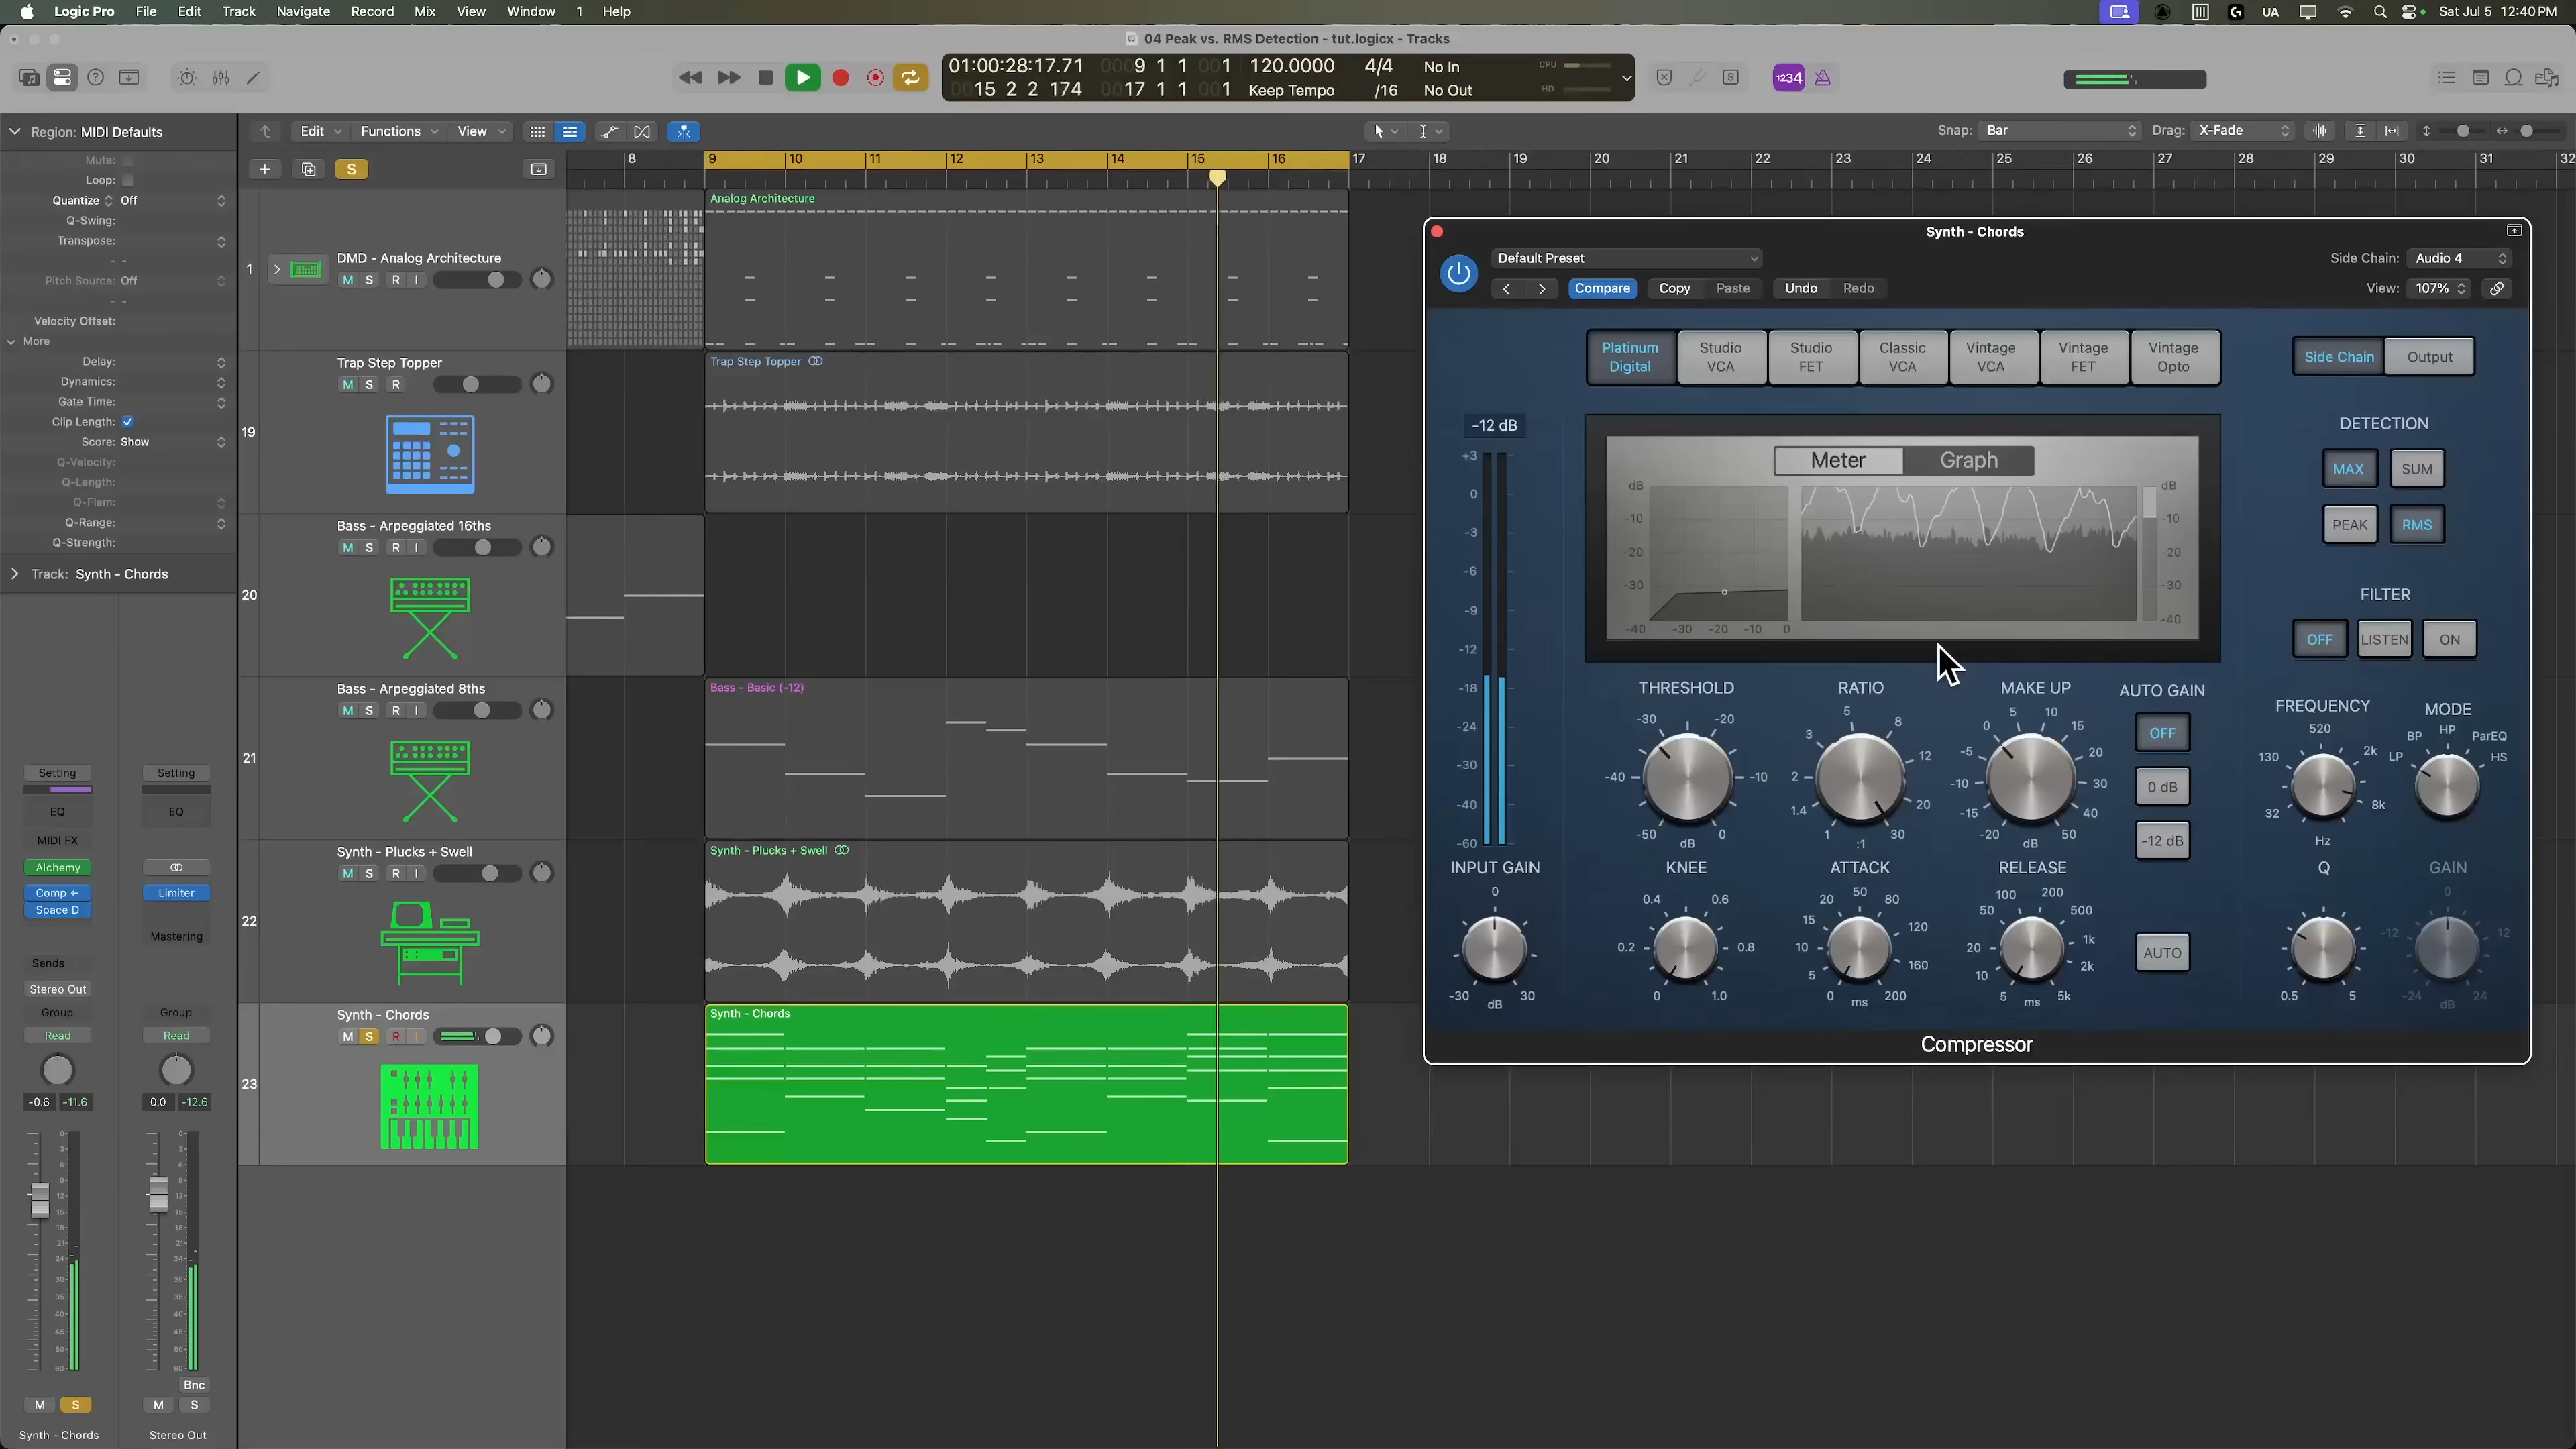 Logic Pro File Edit Track Navigate Record Mix View Window 1 Help
UA Sat Jul 5 12:40 PM
04 Peak vs. RMS Detection - tut.logicx - Tracks
01:00:28:17.71 0009 1 1 001 120.0000 4/4 No In CPU
0015 2 2 174 0017 1 1 001 Keep Tempo /16 No Out HD
S 1234
Region: MIDI Defaults
Edit Functions View
Snap: Bar Drag: X-Fade
S
8 9 10 11 12 13 14 15 16 17 18 19 20 21 22 23 24 25 26 27 28 29 30 31 32
Mute:
Loop:
Quantize Off
Q-Swing:
Transpose:
Pitch Source: Off
Velocity Offset:
More
Delay:
Dynamics:
Gate Time:
Clip Length:
Score: Show
Q-Velocity:
Q-Length:
Q-Flam:
Q-Range:
Q-Strength:
Track: Synth - Chords
Setting Setting
EQ EQ
MIDI FX
Alchemy
Comp Limiter
Space D
Mastering
Sends
Stereo Out
Group Group
Read Read
-0.6 -11.6 0.0 -12.6
Bnc
M S M S
Synth - Chords Stereo Out
1 DMD - Analog Architecture
M S R I
Trap Step Topper
M S R
19
Bass - Arpeggiated 16ths
M S R I
20
Bass - Arpeggiated 8ths
M S R I
21
Synth - Plucks + Swell
M S R I
22
Synth - Chords
M S R I
23
Analog Architecture
Trap Step Topper
Bass - Basic (-12)
Synth - Plucks + Swell
Synth - Chords
Synth - Chords
Default Preset
Side Chain: Audio 4
Compare Copy Paste Undo Redo
View: 107%
Platinum Digital
Studio VCA
Studio FET
Classic VCA
Vintage VCA
Vintage FET
Vintage Opto
Side Chain Output
-12 dB
+3
0
-3
-6
-9
-12
-18
-24
-30
-40
-60
Meter Graph
dB
-10
-20
-30
-40 -30 -20 -10 0
dB
-10
-20
-30
-40
DETECTION
MAX SUM
PEAK RMS
FILTER
OFF LISTEN ON
THRESHOLD
-50 -40 -30 -20 -10 0
dB
RATIO
1 1.4 2 3 5 8 12 20 30
:1
MAKE UP
-20 -15 -10 -5 0 5 10 15 20 30 40 50
dB
AUTO GAIN
OFF
0 dB
-12 dB
FREQUENCY
32 130 520 2k 8k
Hz
MODE
LP BP HP ParEQ HS
INPUT GAIN
-30 0 30
dB
KNEE
0 0.2 0.4 0.6 0.8 1.0
ATTACK
0 5 10 15 20 50 80 120 160 200
ms
RELEASE
5 10 20 50 100 200 500 1k 2k 5k
ms
AUTO
Q
0.5 5
GAIN
-24 -12 0 12 24
dB
Compressor